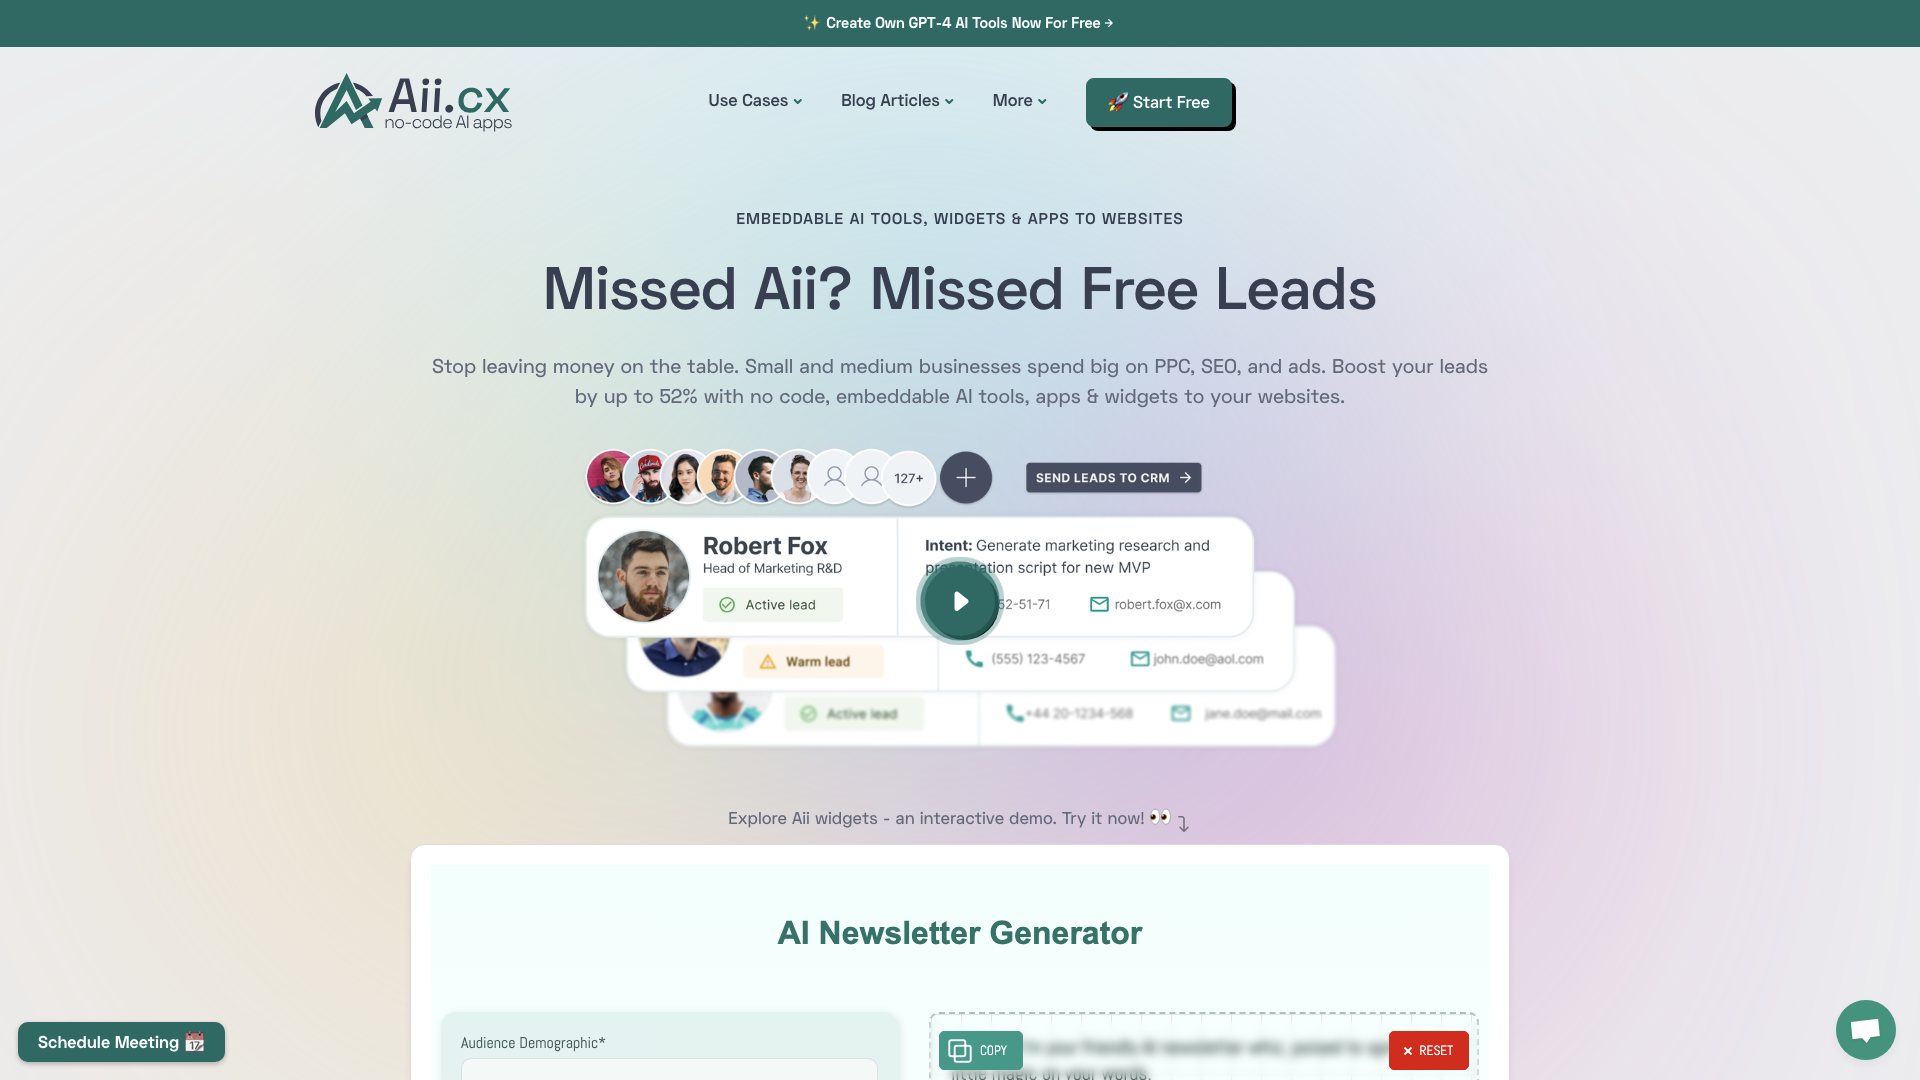 ✨ Create Own GPT-4 AI Tools Now For Free →
Aii.cx
no-code AI apps
Use Cases
Blog Articles
More
🚀 Start Free
EMBEDDABLE AI TOOLS, WIDGETS & APPS TO WEBSITES
Missed Aii? Missed Free Leads
Stop leaving money on the table. Small and medium businesses spend big on PPC, SEO, and ads. Boost your leads
by up to 52% with no code, embeddable AI tools, apps & widgets to your websites.
127+
SEND LEADS TO CRM →
Robert Fox
Head of Marketing R&D
Active lead
Intent: Generate marketing research and
presentation script for new MVP
52-51-71
robert.fox@x.com
Warm lead
(555) 123-4567
john.doe@aol.com
Active lead
+44 20-1234-568
jane.doe@mail.com
Explore Aii widgets - an interactive demo. Try it now! 👀
AI Newsletter Generator
Audience Demographic*
COPY
your friendly AI newsletter
RESET
little magic on your words.
Schedule Meeting 📆